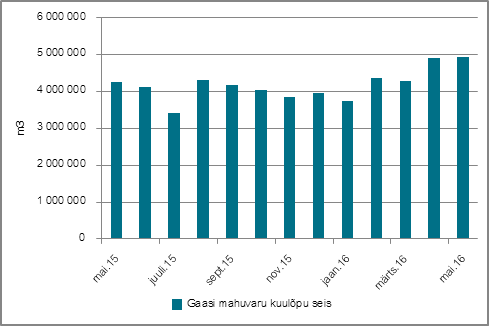 6 000 000
5 000 000
4 000 000
3 000 000
2 000 000
1 000 000
0
m3
mai.15
juuli.15
sept.15
nov.15
jaan.16
märts.16
mai.16
Gaasi mahuvaru kuulõpu seis